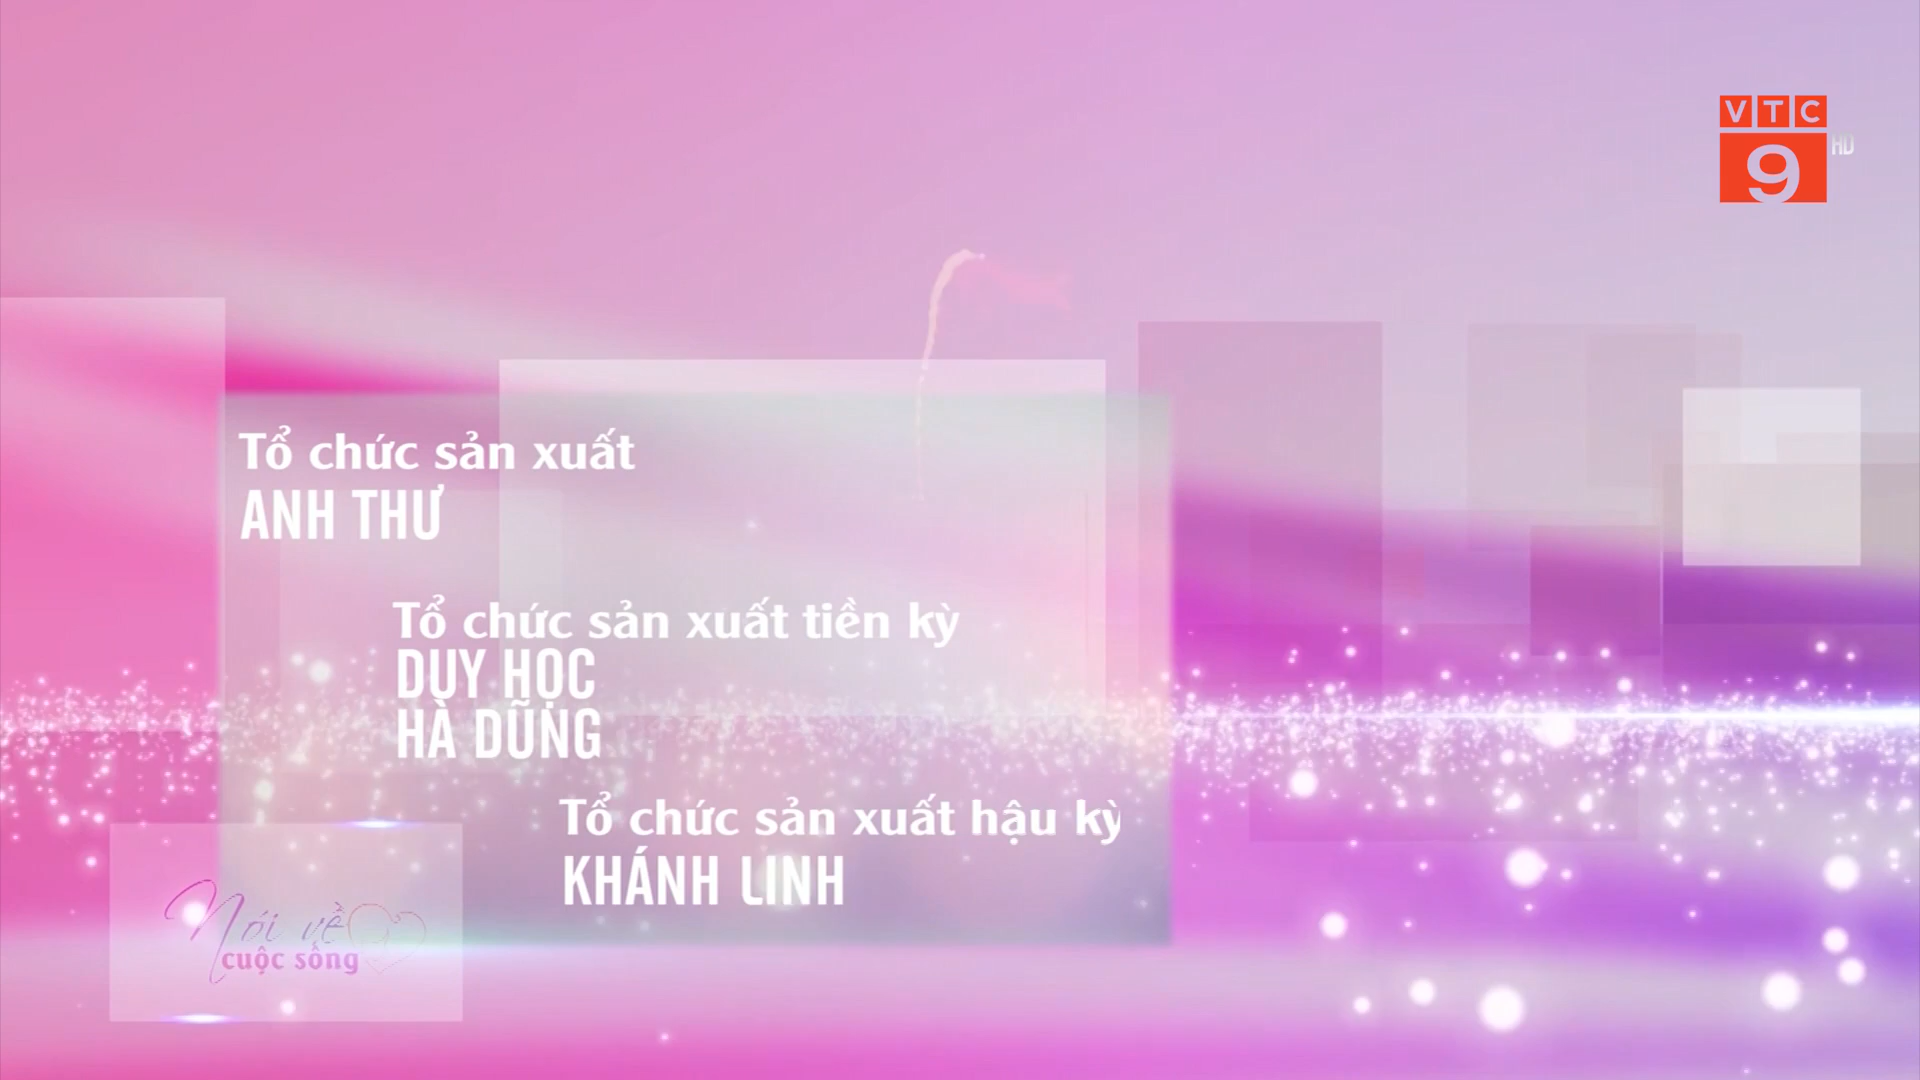 VTC
9
HD
Tổ chức sản xuất
ANH THƯ
Tổ chức sản xuất tiền kỳ
DUY HỌC
HÀ DŨNG
Tổ chức sản xuất hậu kỳ
KHÁNH LINH
Nói về
cuộc sống